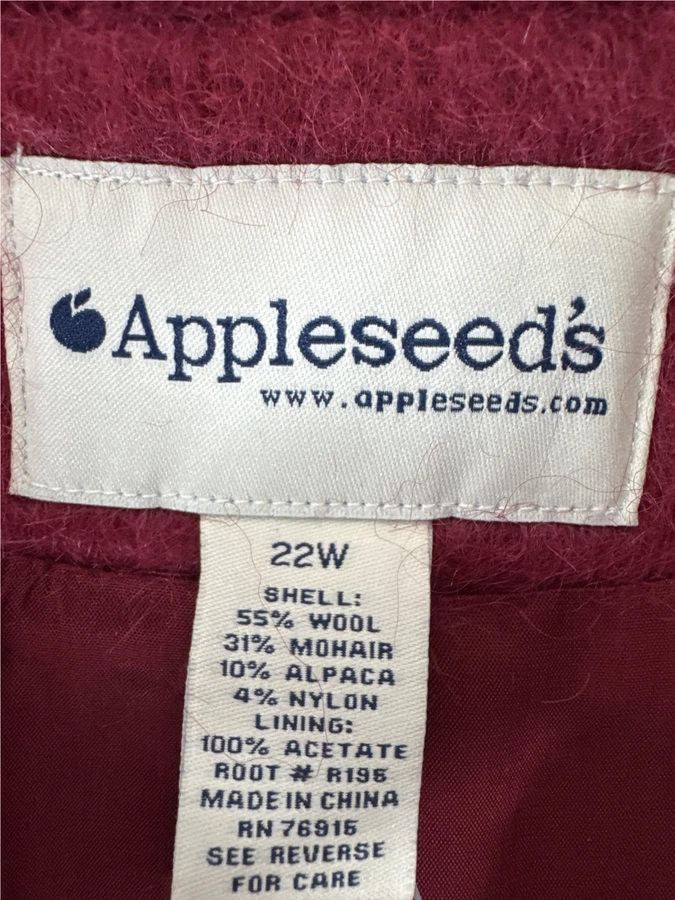 Appleseed's
www.appleseeds.com
22W
SHELL:
55% WOOL
31% MOHAIR
10% ALPACA
4% NYLON
LINING:
100% ACETATE
ROOT # R196
MADE IN CHINA
RN 76915
SEE REVERSE
FOR CARE